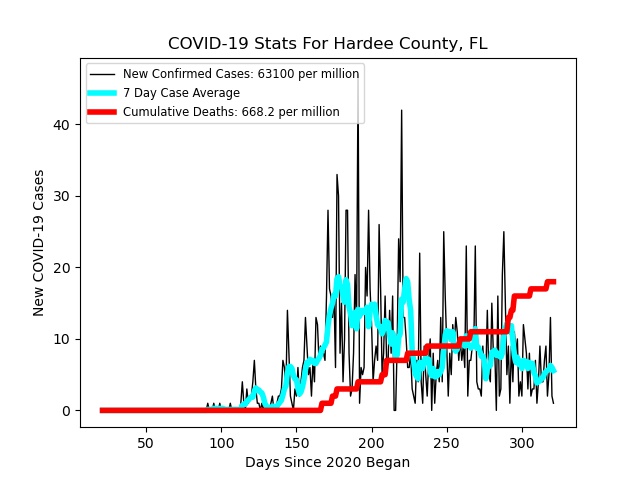 COVID-19 Stats For Hardee County, FL
New Confirmed Cases: 63100 per million
7 Day Case Average
Cumulative Deaths: 668.2 per million
New COVID-19 Cases
40
30
20
10
0
50 100 150 200 250 300
Days Since 2020 Began